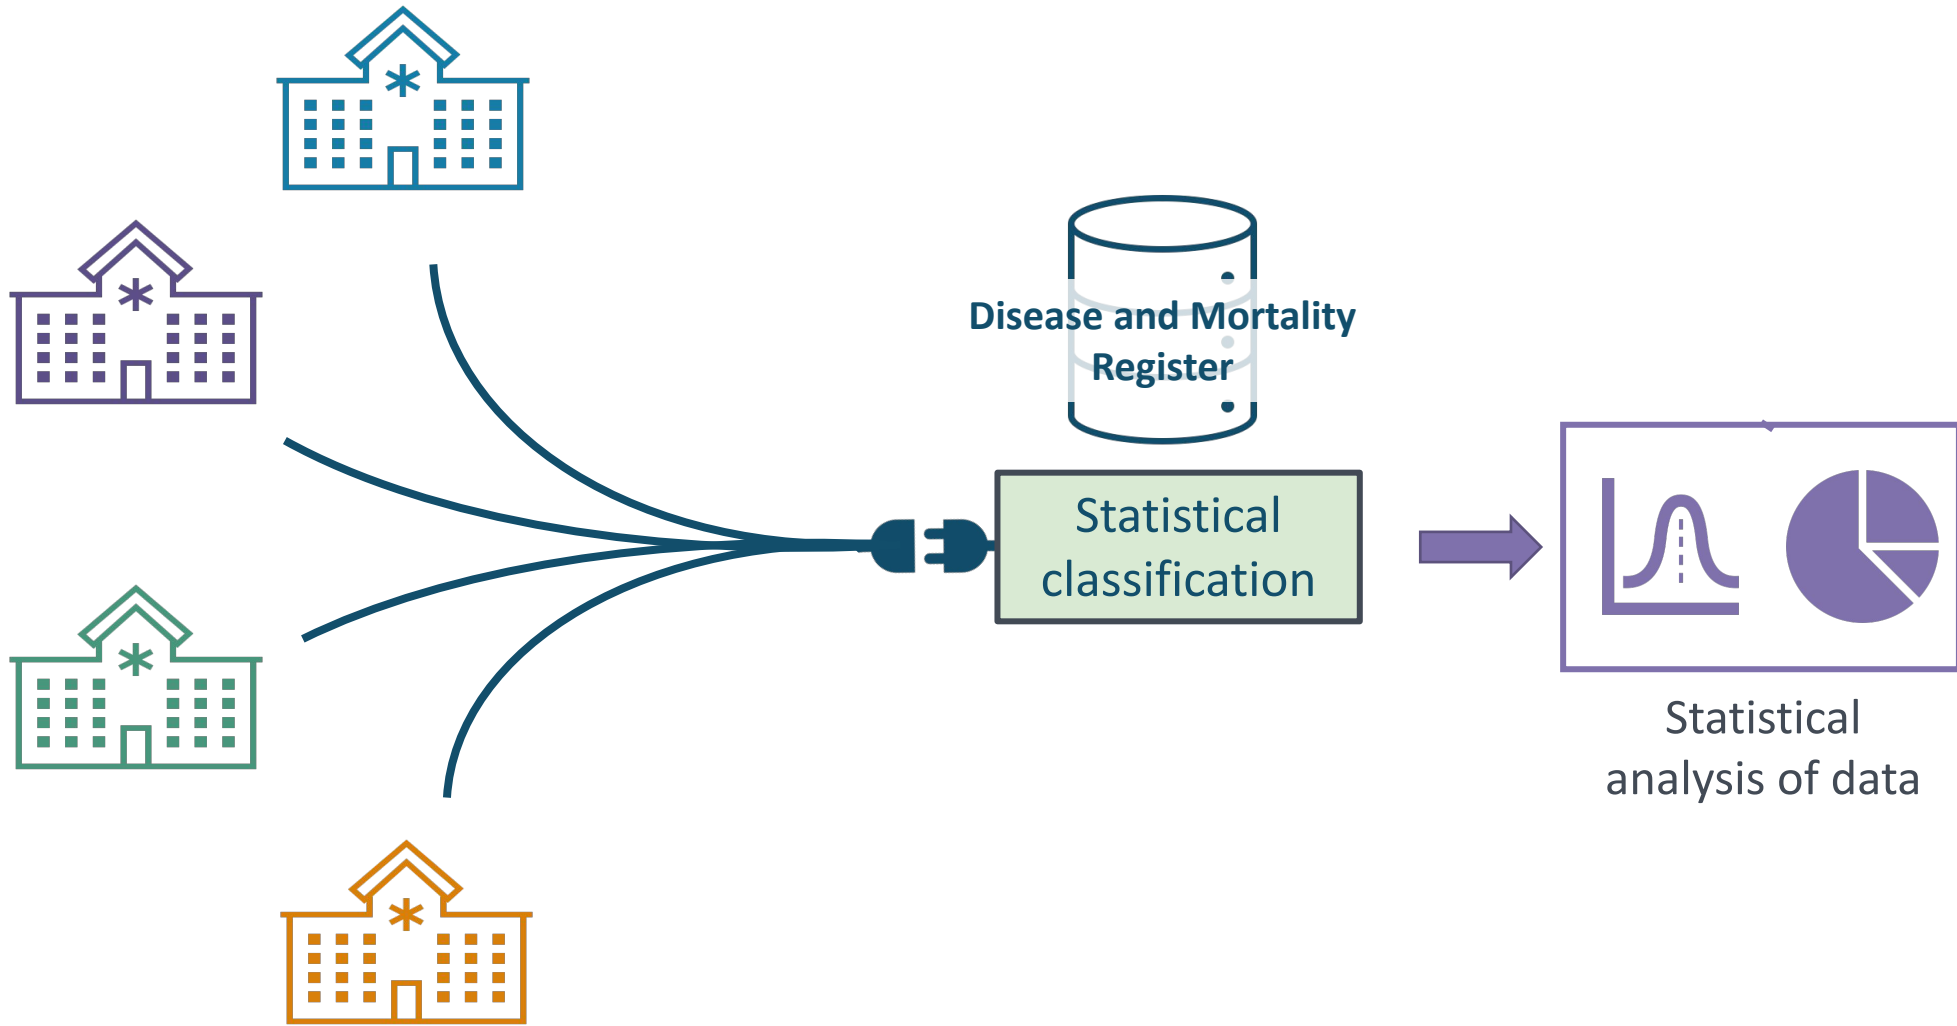 Disease and Mortality
Register
Statistical
classification
Statistical
analysis of data